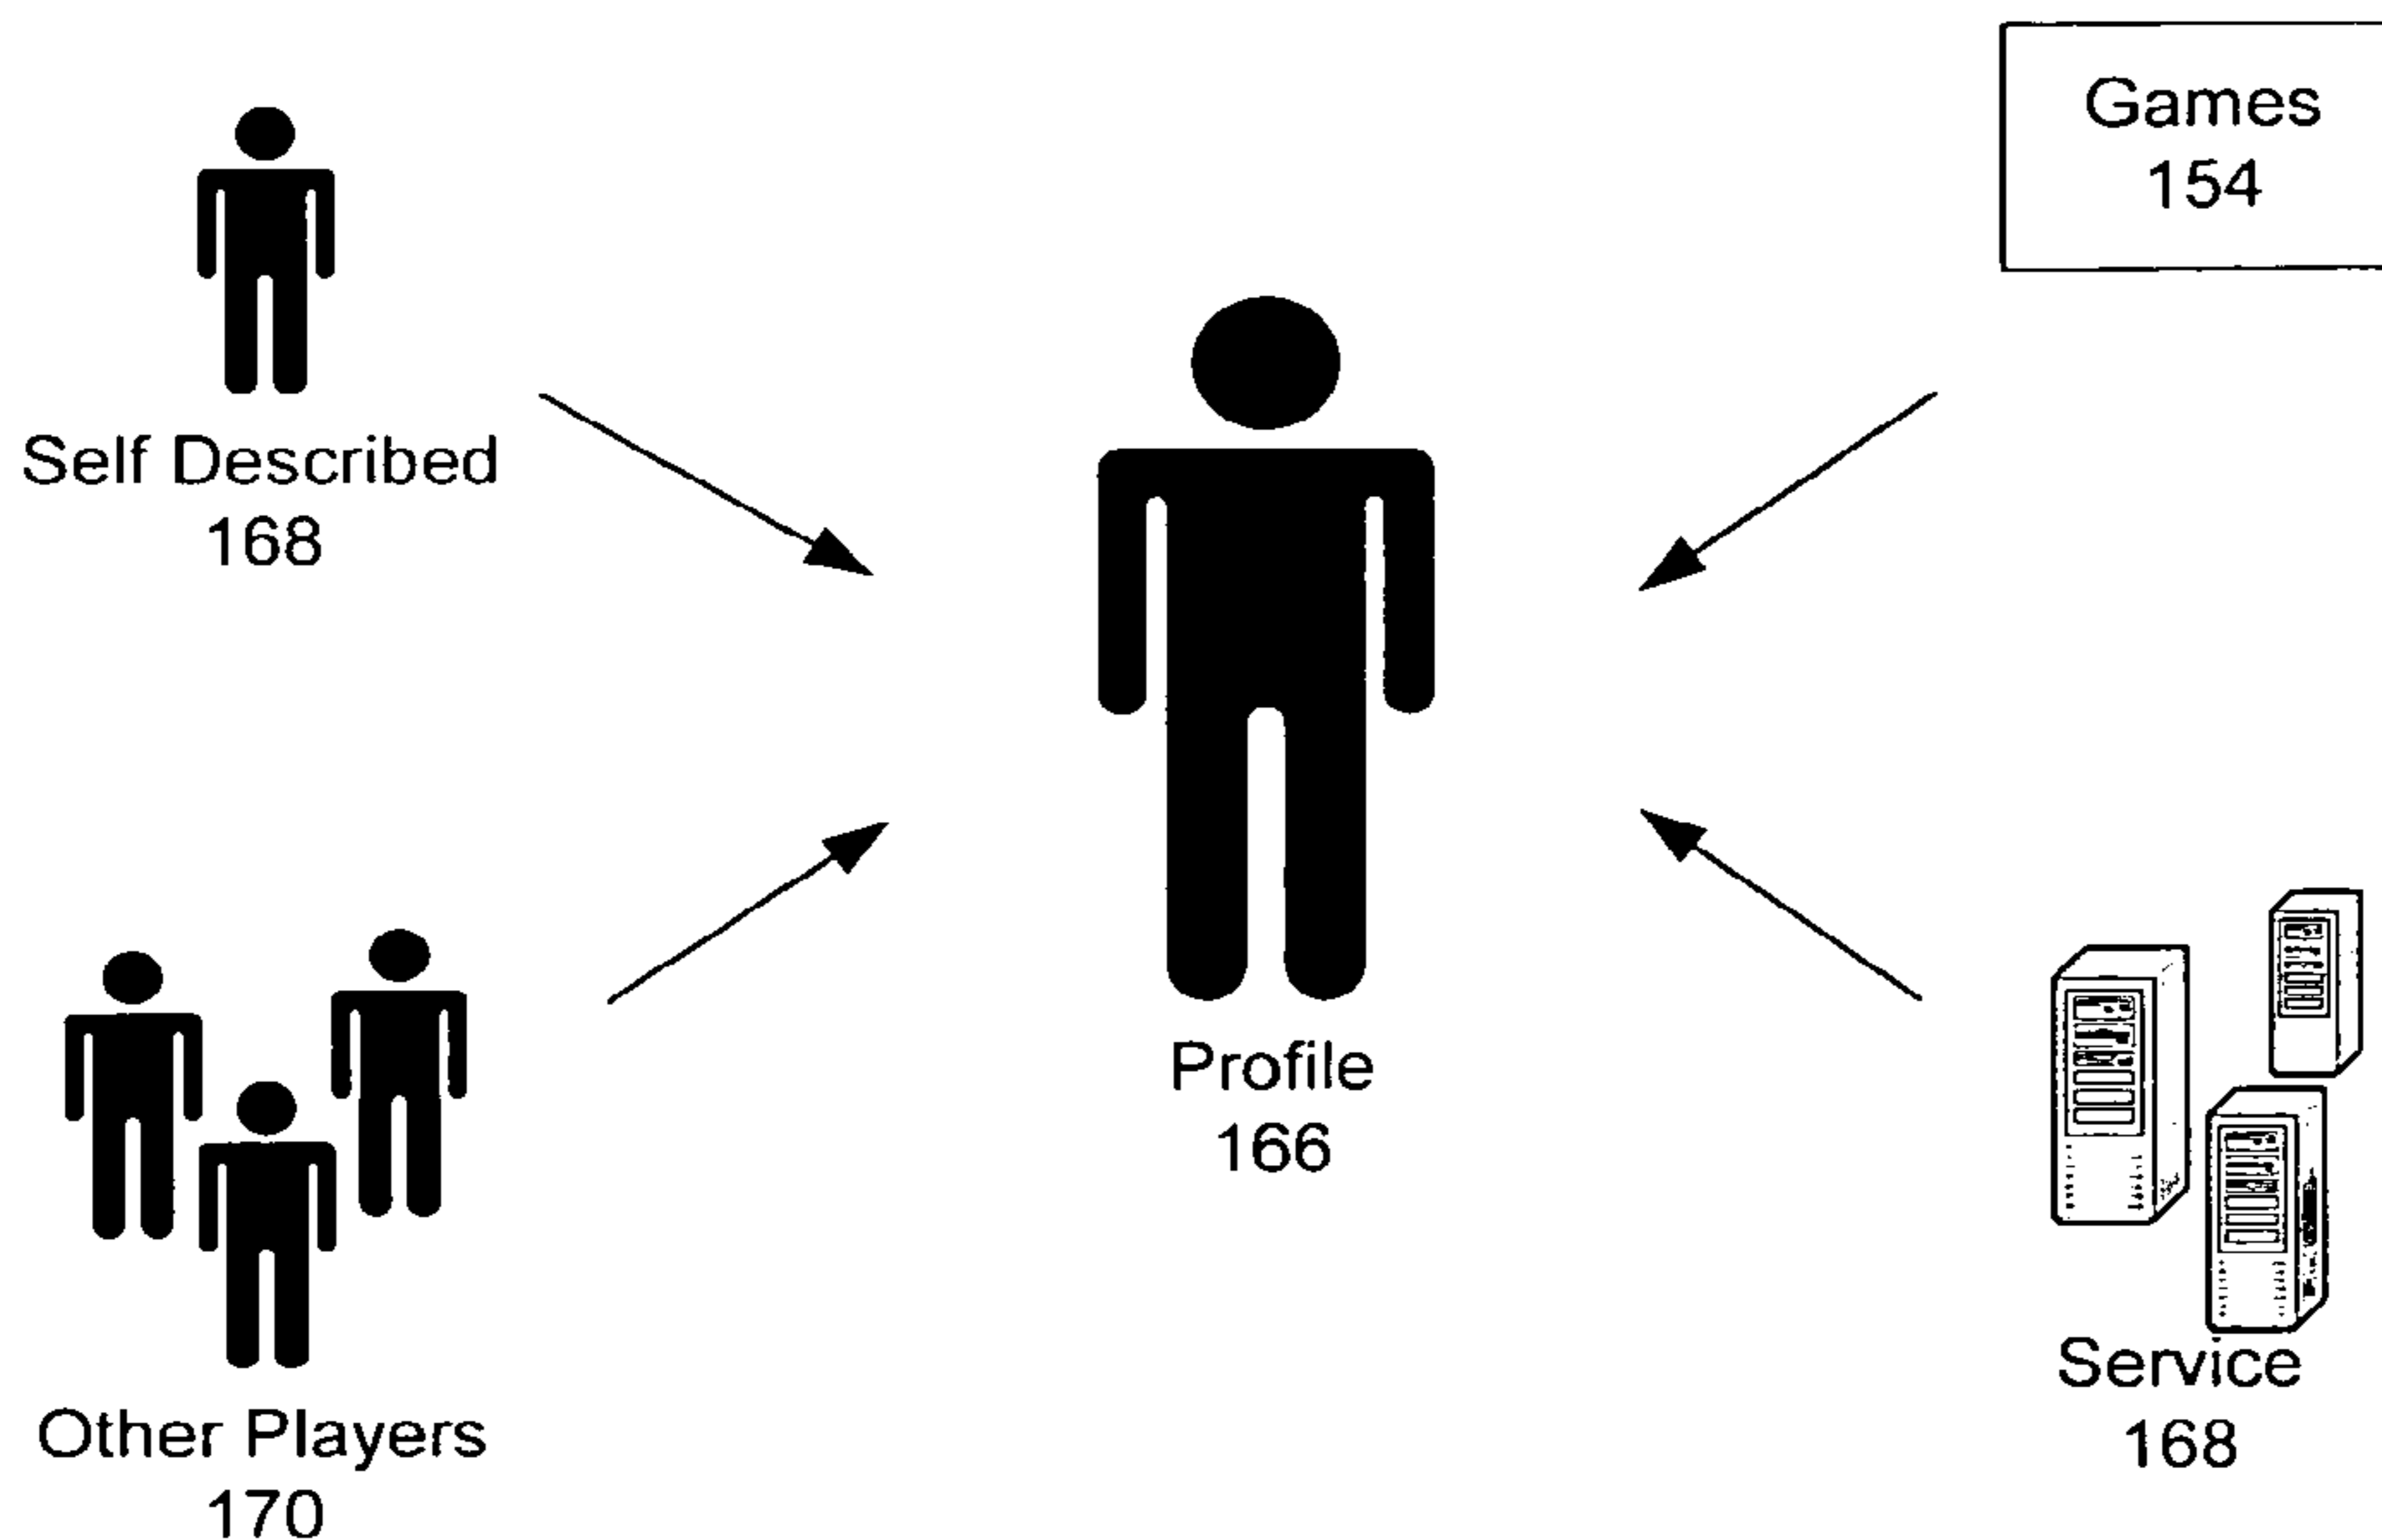 Games
154
Self Described
168
Profile
166
Other Players
170
Service
168